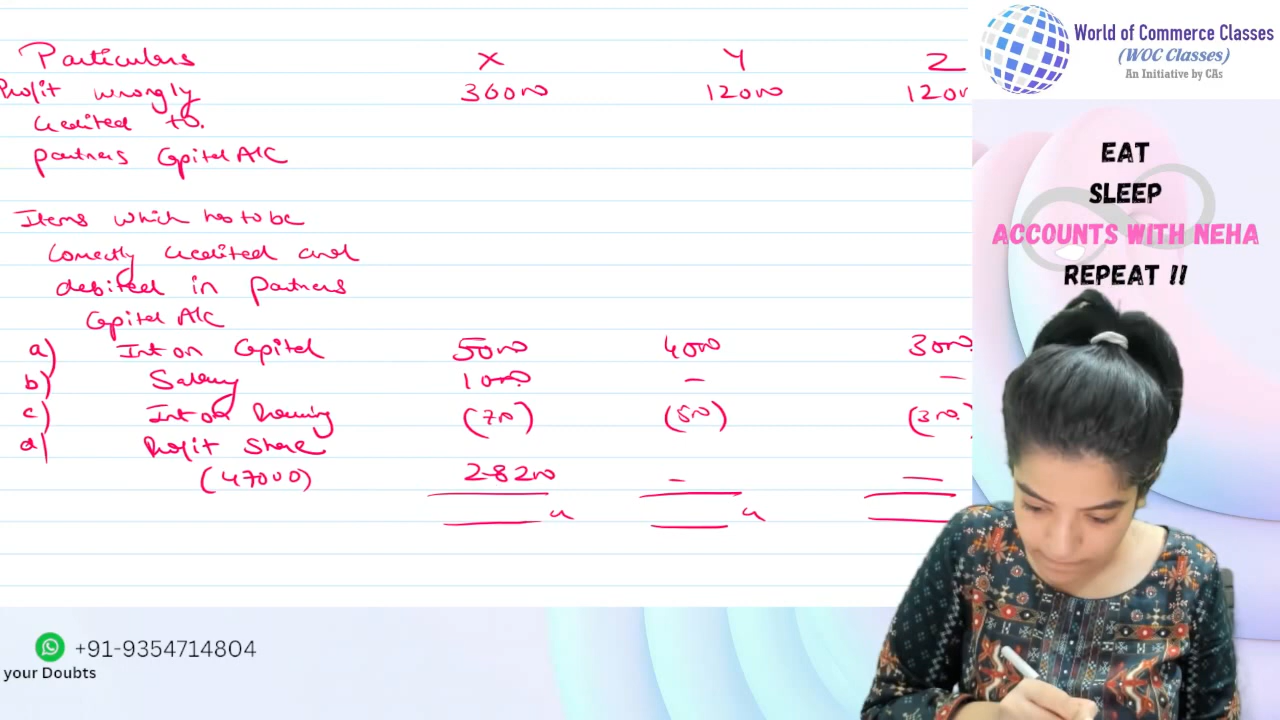 Particulars X Y Z
Profit wrongly 36000 12000 1200
credited to
partners Capital A/C
Items which has to be
correctly credited and
debited in partners
Capital A/C
a) Int on Capital 5000 4000 3000
b) Salary 1000 - -
c) Int on Drawing (700) (500) (300)
d) Profit Share
(47000) 28200 - -
World of Commerce Classes
(WOC Classes)
An Initiative by CAs
EAT
SLEEP
ACCOUNTS WITH NEHA
REPEAT !!
+91-9354714804
your Doubts